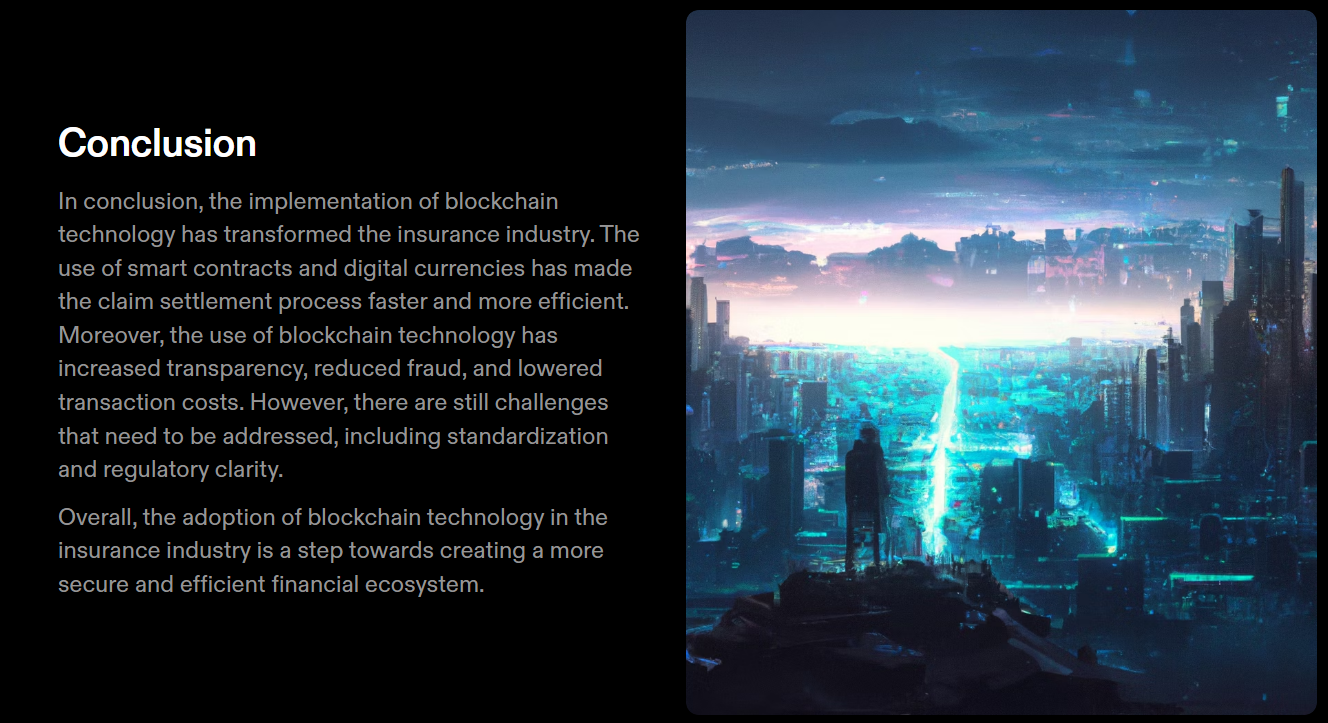 Conclusion
In conclusion, the implementation of blockchain
technology has transformed the insurance industry. The
use of smart contracts and digital currencies has made
the claim settlement process faster and more efficient.
Moreover, the use of blockchain technology has
increased transparency, reduced fraud, and lowered
transaction costs. However, there are still challenges
that need to be addressed, including standardization
and regulatory clarity.
Overall, the adoption of blockchain technology in the
insurance industry is a step towards creating a more
secure and efficient financial ecosystem.